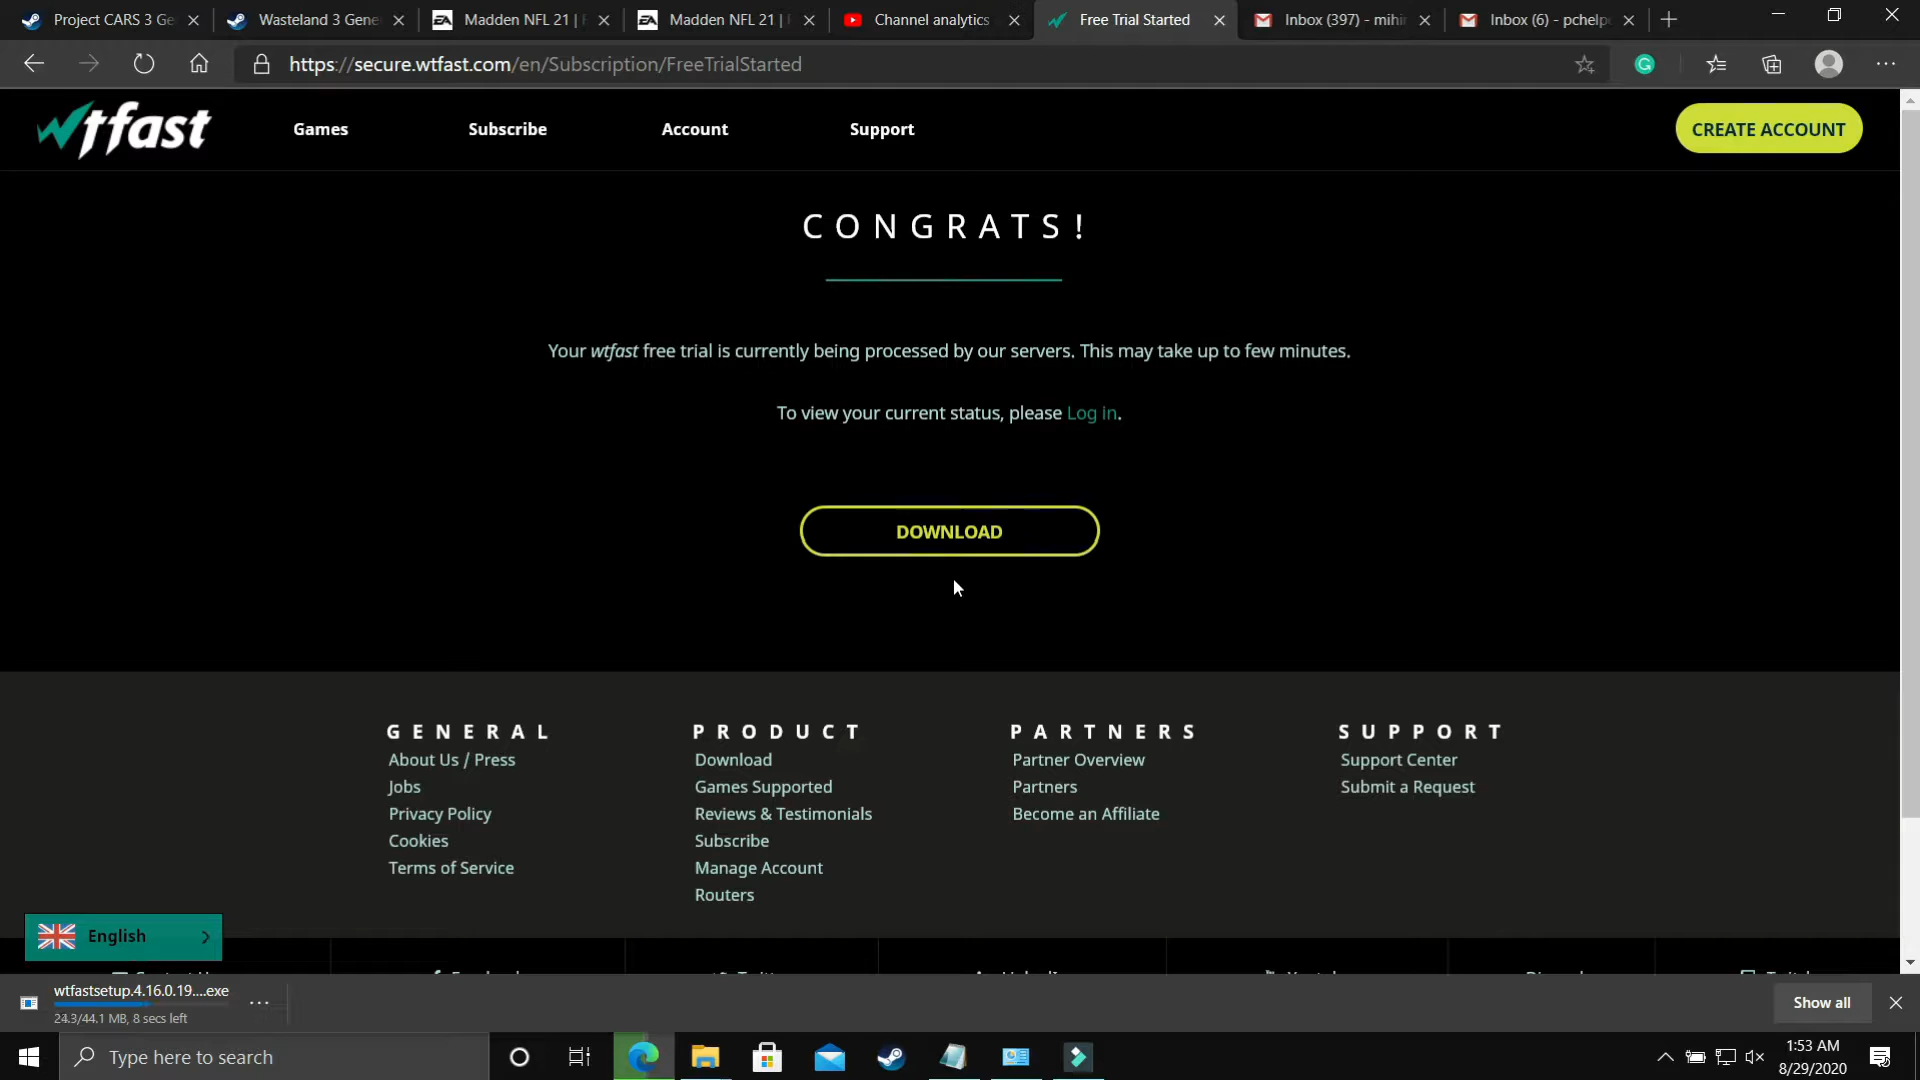 Project CARS 3 Ge
Wasteland 3 Gene
Madden NFL 21 |
Madden NFL 21 |
Channel analytics
Free Trial Started
Inbox (397) - mihi
Inbox (6) - pchelp
https://secure.wtfast.com/en/Subscription/FreeTrialStarted
wtfast
Games
Subscribe
Account
Support
CREATE ACCOUNT
CONGRATS!
Your wtfast free trial is currently being processed by our servers. This may take up to few minutes.
To view your current status, please Log in.
DOWNLOAD
GENERAL
About Us / Press
Jobs
Privacy Policy
Cookies
Terms of Service
PRODUCT
Download
Games Supported
Reviews & Testimonials
Subscribe
Manage Account
Routers
PARTNERS
Partner Overview
Partners
Become an Affiliate
SUPPORT
Support Center
Submit a Request
English
wtfastsetup.4.16.0.19....exe
24.3/44.1 MB, 8 secs left
Show all
Type here to search
1:53 AM
8/29/2020